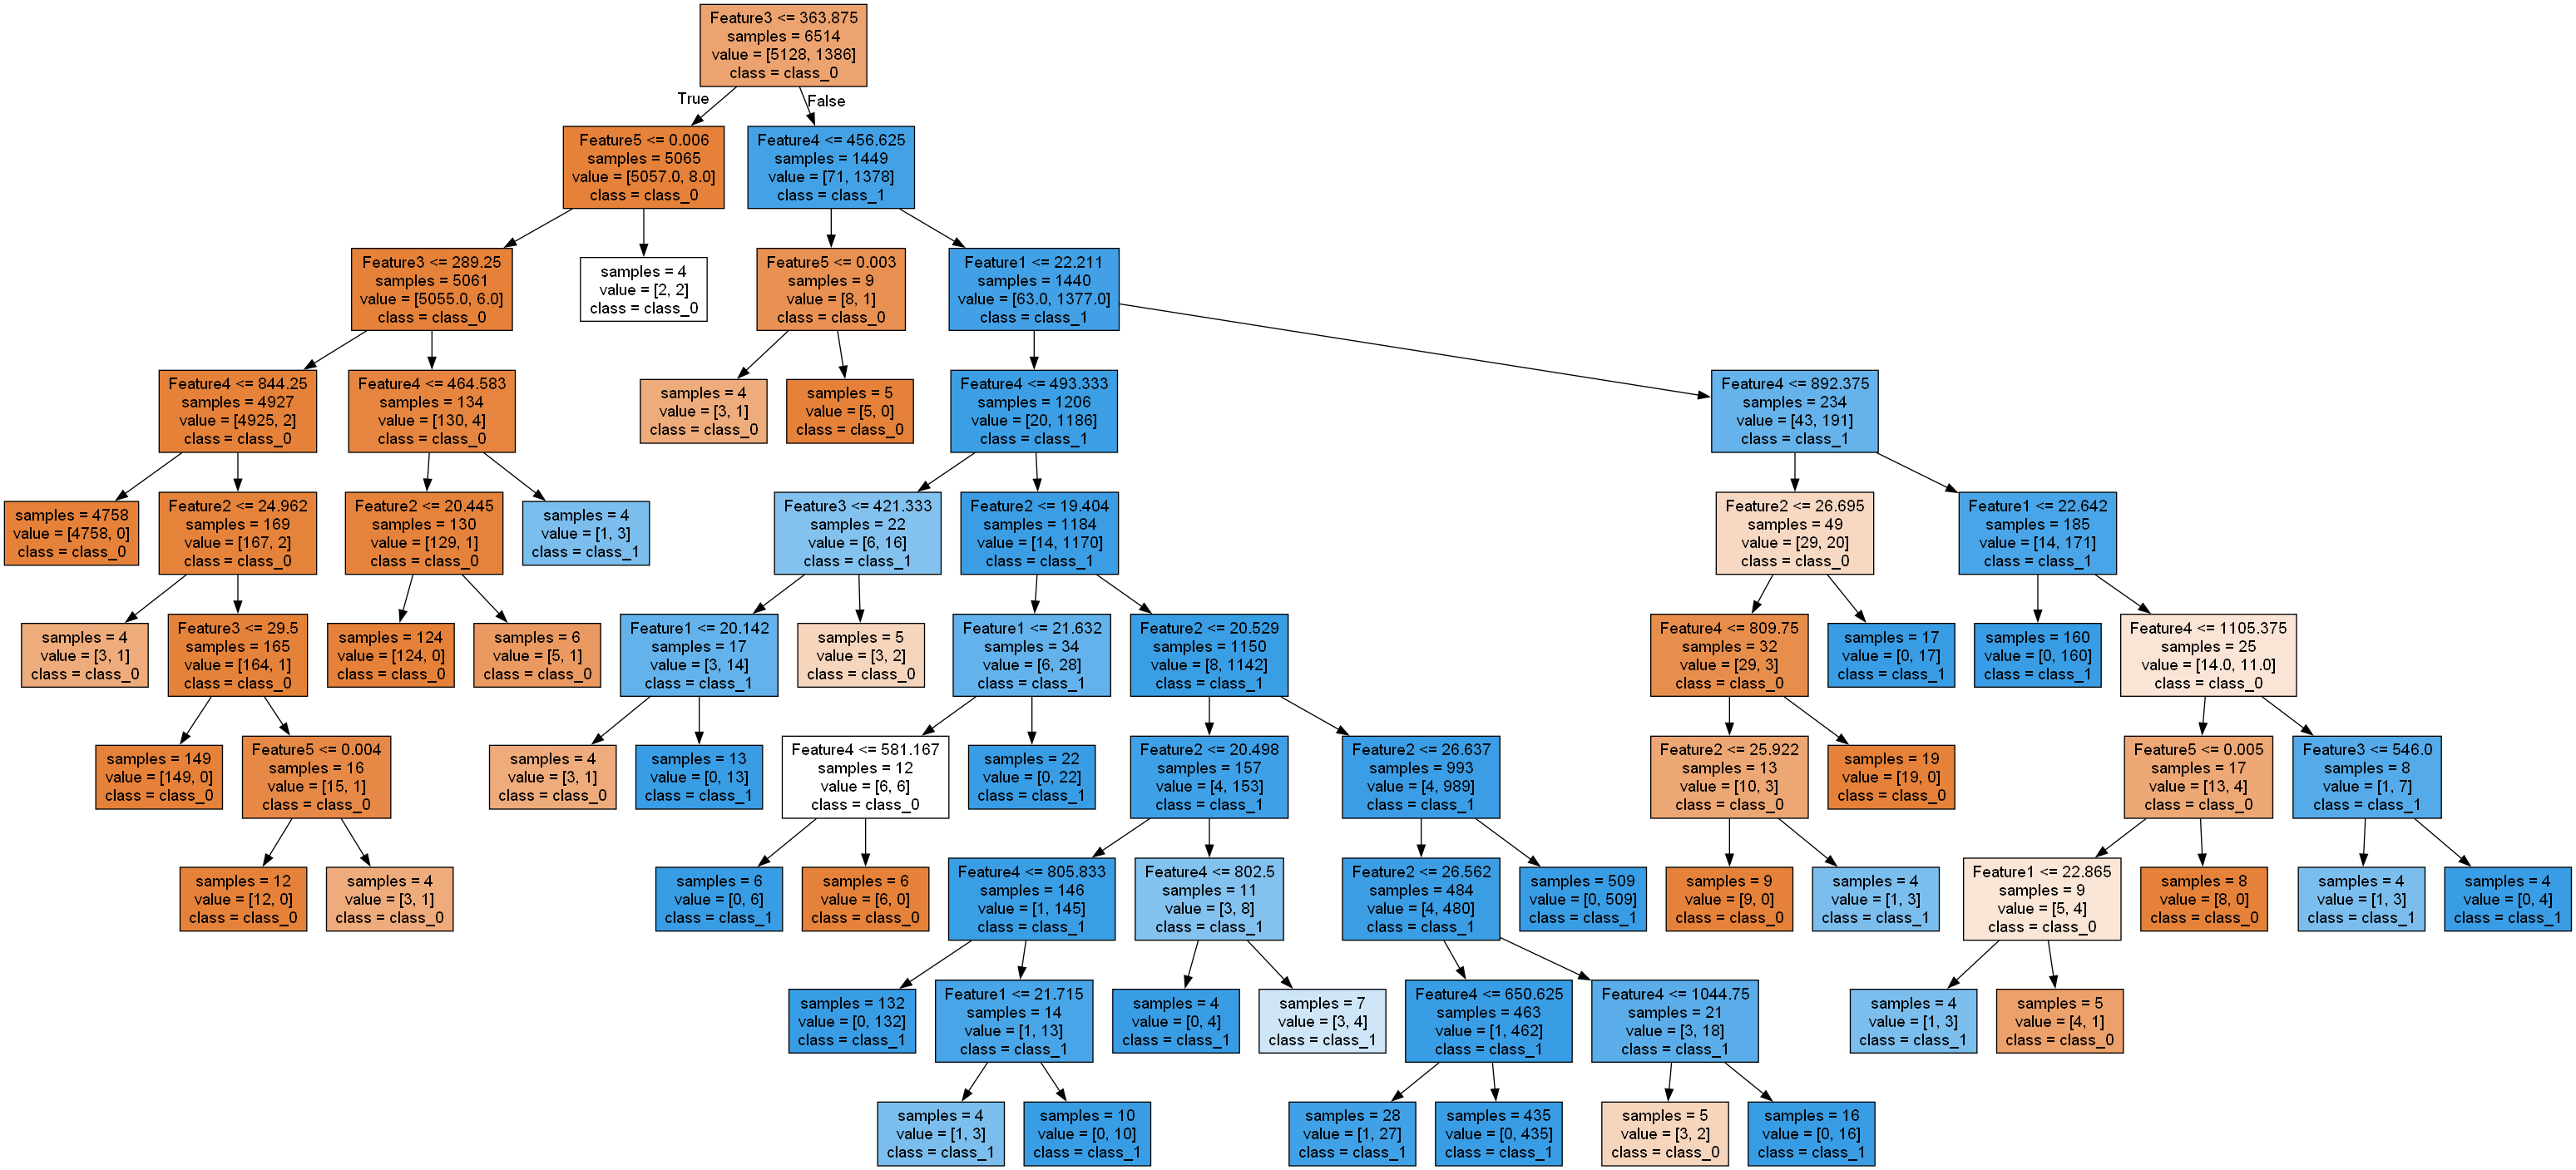 Feature3 <= 363.875
samples = 6514
value = [5128, 1386]
class = class_0
True
False
Feature5 <= 0.006
samples = 5065
value = [5057.0, 8.0]
class = class_0
Feature4 <= 456.625
samples = 1449
value = [71, 1378]
class = class_1
Feature3 <= 289.25
samples = 5061
value = [5055.0, 6.0]
class = class_0
samples = 4
value = [2, 2]
class = class_0
Feature5 <= 0.003
samples = 9
value = [8, 1]
class = class_0
Feature1 <= 22.211
samples = 1440
value = [63.0, 1377.0]
class = class_1
Feature4 <= 844.25
samples = 4927
value = [4925, 2]
class = class_0
Feature4 <= 464.583
samples = 134
value = [130, 4]
class = class_0
samples = 4
value = [3, 1]
class = class_0
samples = 5
value = [5, 0]
class = class_0
Feature4 <= 493.333
samples = 1206
value = [20, 1186]
class = class_1
Feature4 <= 892.375
samples = 234
value = [43, 191]
class = class_1
samples = 4758
value = [4758, 0]
class = class_0
Feature2 <= 24.962
samples = 169
value = [167, 2]
class = class_0
Feature2 <= 20.445
samples = 130
value = [129, 1]
class = class_0
samples = 4
value = [1, 3]
class = class_1
Feature3 <= 421.333
samples = 22
value = [6, 16]
class = class_1
Feature2 <= 19.404
samples = 1184
value = [14, 1170]
class = class_1
Feature2 <= 26.695
samples = 49
value = [29, 20]
class = class_0
Feature1 <= 22.642
samples = 185
value = [14, 171]
class = class_1
samples = 4
value = [3, 1]
class = class_0
Feature3 <= 29.5
samples = 165
value = [164, 1]
class = class_0
samples = 124
value = [124, 0]
class = class_0
samples = 6
value = [5, 1]
class = class_0
Feature1 <= 20.142
samples = 17
value = [3, 14]
class = class_1
samples = 5
value = [3, 2]
class = class_0
Feature1 <= 21.632
samples = 34
value = [6, 28]
class = class_1
Feature2 <= 20.529
samples = 1150
value = [8, 1142]
class = class_1
Feature4 <= 809.75
samples = 32
value = [29, 3]
class = class_0
samples = 17
value = [0, 17]
class = class_1
samples = 160
value = [0, 160]
class = class_1
Feature4 <= 1105.375
samples = 25
value = [14.0, 11.0]
class = class_0
samples = 149
value = [149, 0]
class = class_0
Feature5 <= 0.004
samples = 16
value = [15, 1]
class = class_0
samples = 4
value = [3, 1]
class = class_0
samples = 13
value = [0, 13]
class = class_1
Feature4 <= 581.167
samples = 12
value = [6, 6]
class = class_0
samples = 22
value = [0, 22]
class = class_1
Feature2 <= 20.498
samples = 157
value = [4, 153]
class = class_1
Feature2 <= 26.637
samples = 993
value = [4, 989]
class = class_1
Feature2 <= 25.922
samples = 13
value = [10, 3]
class = class_0
samples = 19
value = [19, 0]
class = class_0
Feature5 <= 0.005
samples = 17
value = [13, 4]
class = class_0
Feature3 <= 546.0
samples = 8
value = [1, 7]
class = class_1
samples = 12
value = [12, 0]
class = class_0
samples = 4
value = [3, 1]
class = class_0
samples = 6
value = [0, 6]
class = class_1
samples = 6
value = [6, 0]
class = class_0
Feature4 <= 805.833
samples = 146
value = [1, 145]
class = class_1
Feature4 <= 802.5
samples = 11
value = [3, 8]
class = class_1
Feature2 <= 26.562
samples = 484
value = [4, 480]
class = class_1
samples = 509
value = [0, 509]
class = class_1
samples = 9
value = [9, 0]
class = class_0
samples = 4
value = [1, 3]
class = class_1
Feature1 <= 22.865
samples = 9
value = [5, 4]
class = class_0
samples = 8
value = [8, 0]
class = class_0
samples = 4
value = [1, 3]
class = class_1
samples = 4
value = [0, 4]
class = class_1
samples = 132
value = [0, 132]
class = class_1
Feature1 <= 21.715
samples = 14
value = [1, 13]
class = class_1
samples = 4
value = [0, 4]
class = class_1
samples = 7
value = [3, 4]
class = class_1
Feature4 <= 650.625
samples = 463
value = [1, 462]
class = class_1
Feature4 <= 1044.75
samples = 21
value = [3, 18]
class = class_1
samples = 4
value = [1, 3]
class = class_1
samples = 5
value = [4, 1]
class = class_0
samples = 4
value = [1, 3]
class = class_1
samples = 10
value = [0, 10]
class = class_1
samples = 28
value = [1, 27]
class = class_1
samples = 435
value = [0, 435]
class = class_1
samples = 5
value = [3, 2]
class = class_0
samples = 16
value = [0, 16]
class = class_1